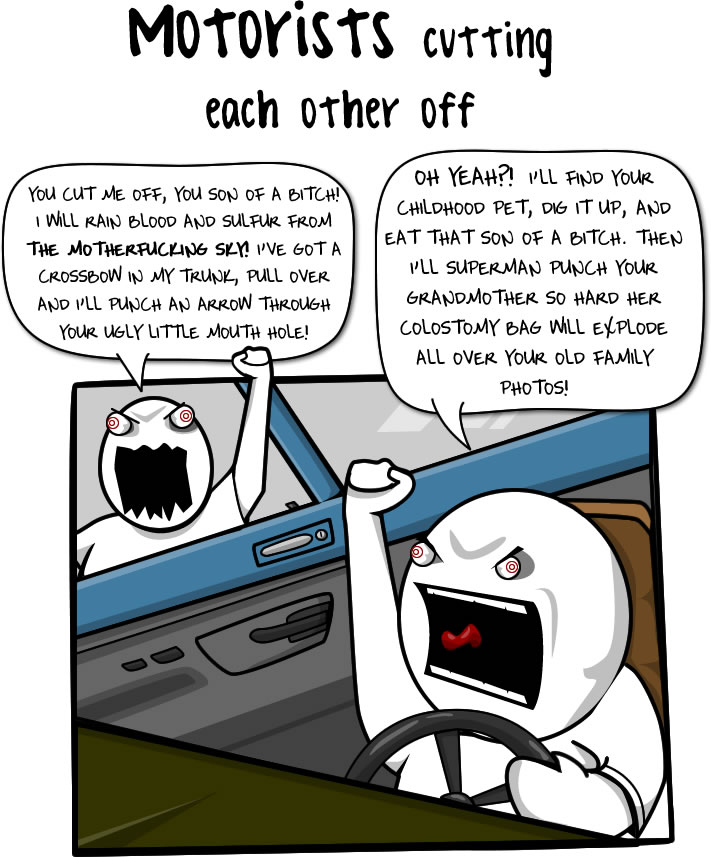 Motorists cutting
each other off
YOU CUT ME OFF, YOU SON OF A BITCH!
I WILL RAIN BLOOD AND SULFUR FROM
THE MOTHERFUCKING SKY! I'VE GOT A
CROSSBOW IN MY TRUNK, PULL OVER
AND I'LL PUNCH AN ARROW THROUGH
YOUR UGLY LITTLE MOUTH HOLE!
OH YEAH?! I'LL FIND YOUR
CHILDHOOD PET, DIG IT UP, AND
EAT THAT SON OF A BITCH. THEN
I'LL SUPERMAN PUNCH YOUR
GRANDMOTHER SO HARD HER
COLOSTOMY BAG WILL EXPLODE
ALL OVER YOUR OLD FAMILY
PHOTOS!